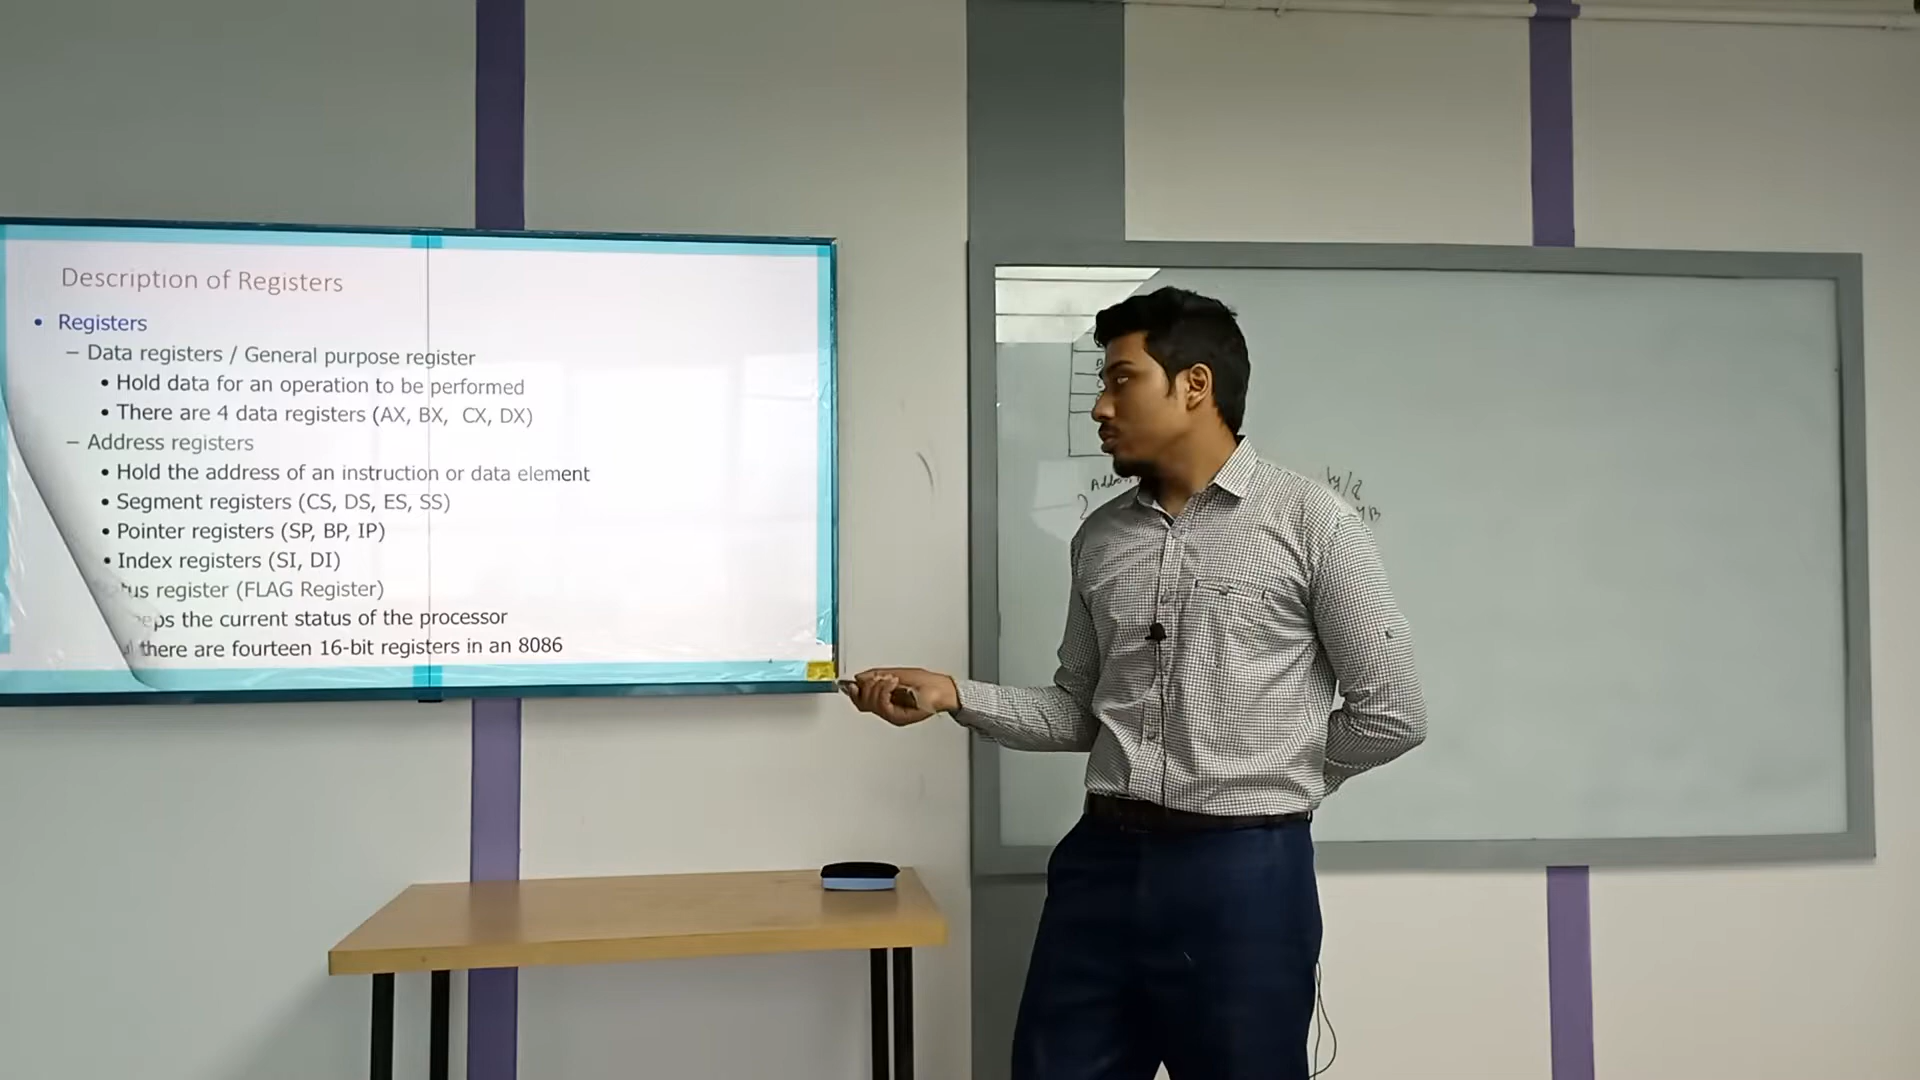 Description of Registers
• Registers
– Data registers / General purpose register
• Hold data for an operation to be performed
• There are 4 data registers (AX, BX, CX, DX)
– Address registers
• Hold the address of an instruction or data element
• Segment registers (CS, DS, ES, SS)
• Pointer registers (SP, BP, IP)
• Index registers (SI, DI)
register (FLAG Register)
the current status of the processor
there are fourteen 16-bit registers in an 8086